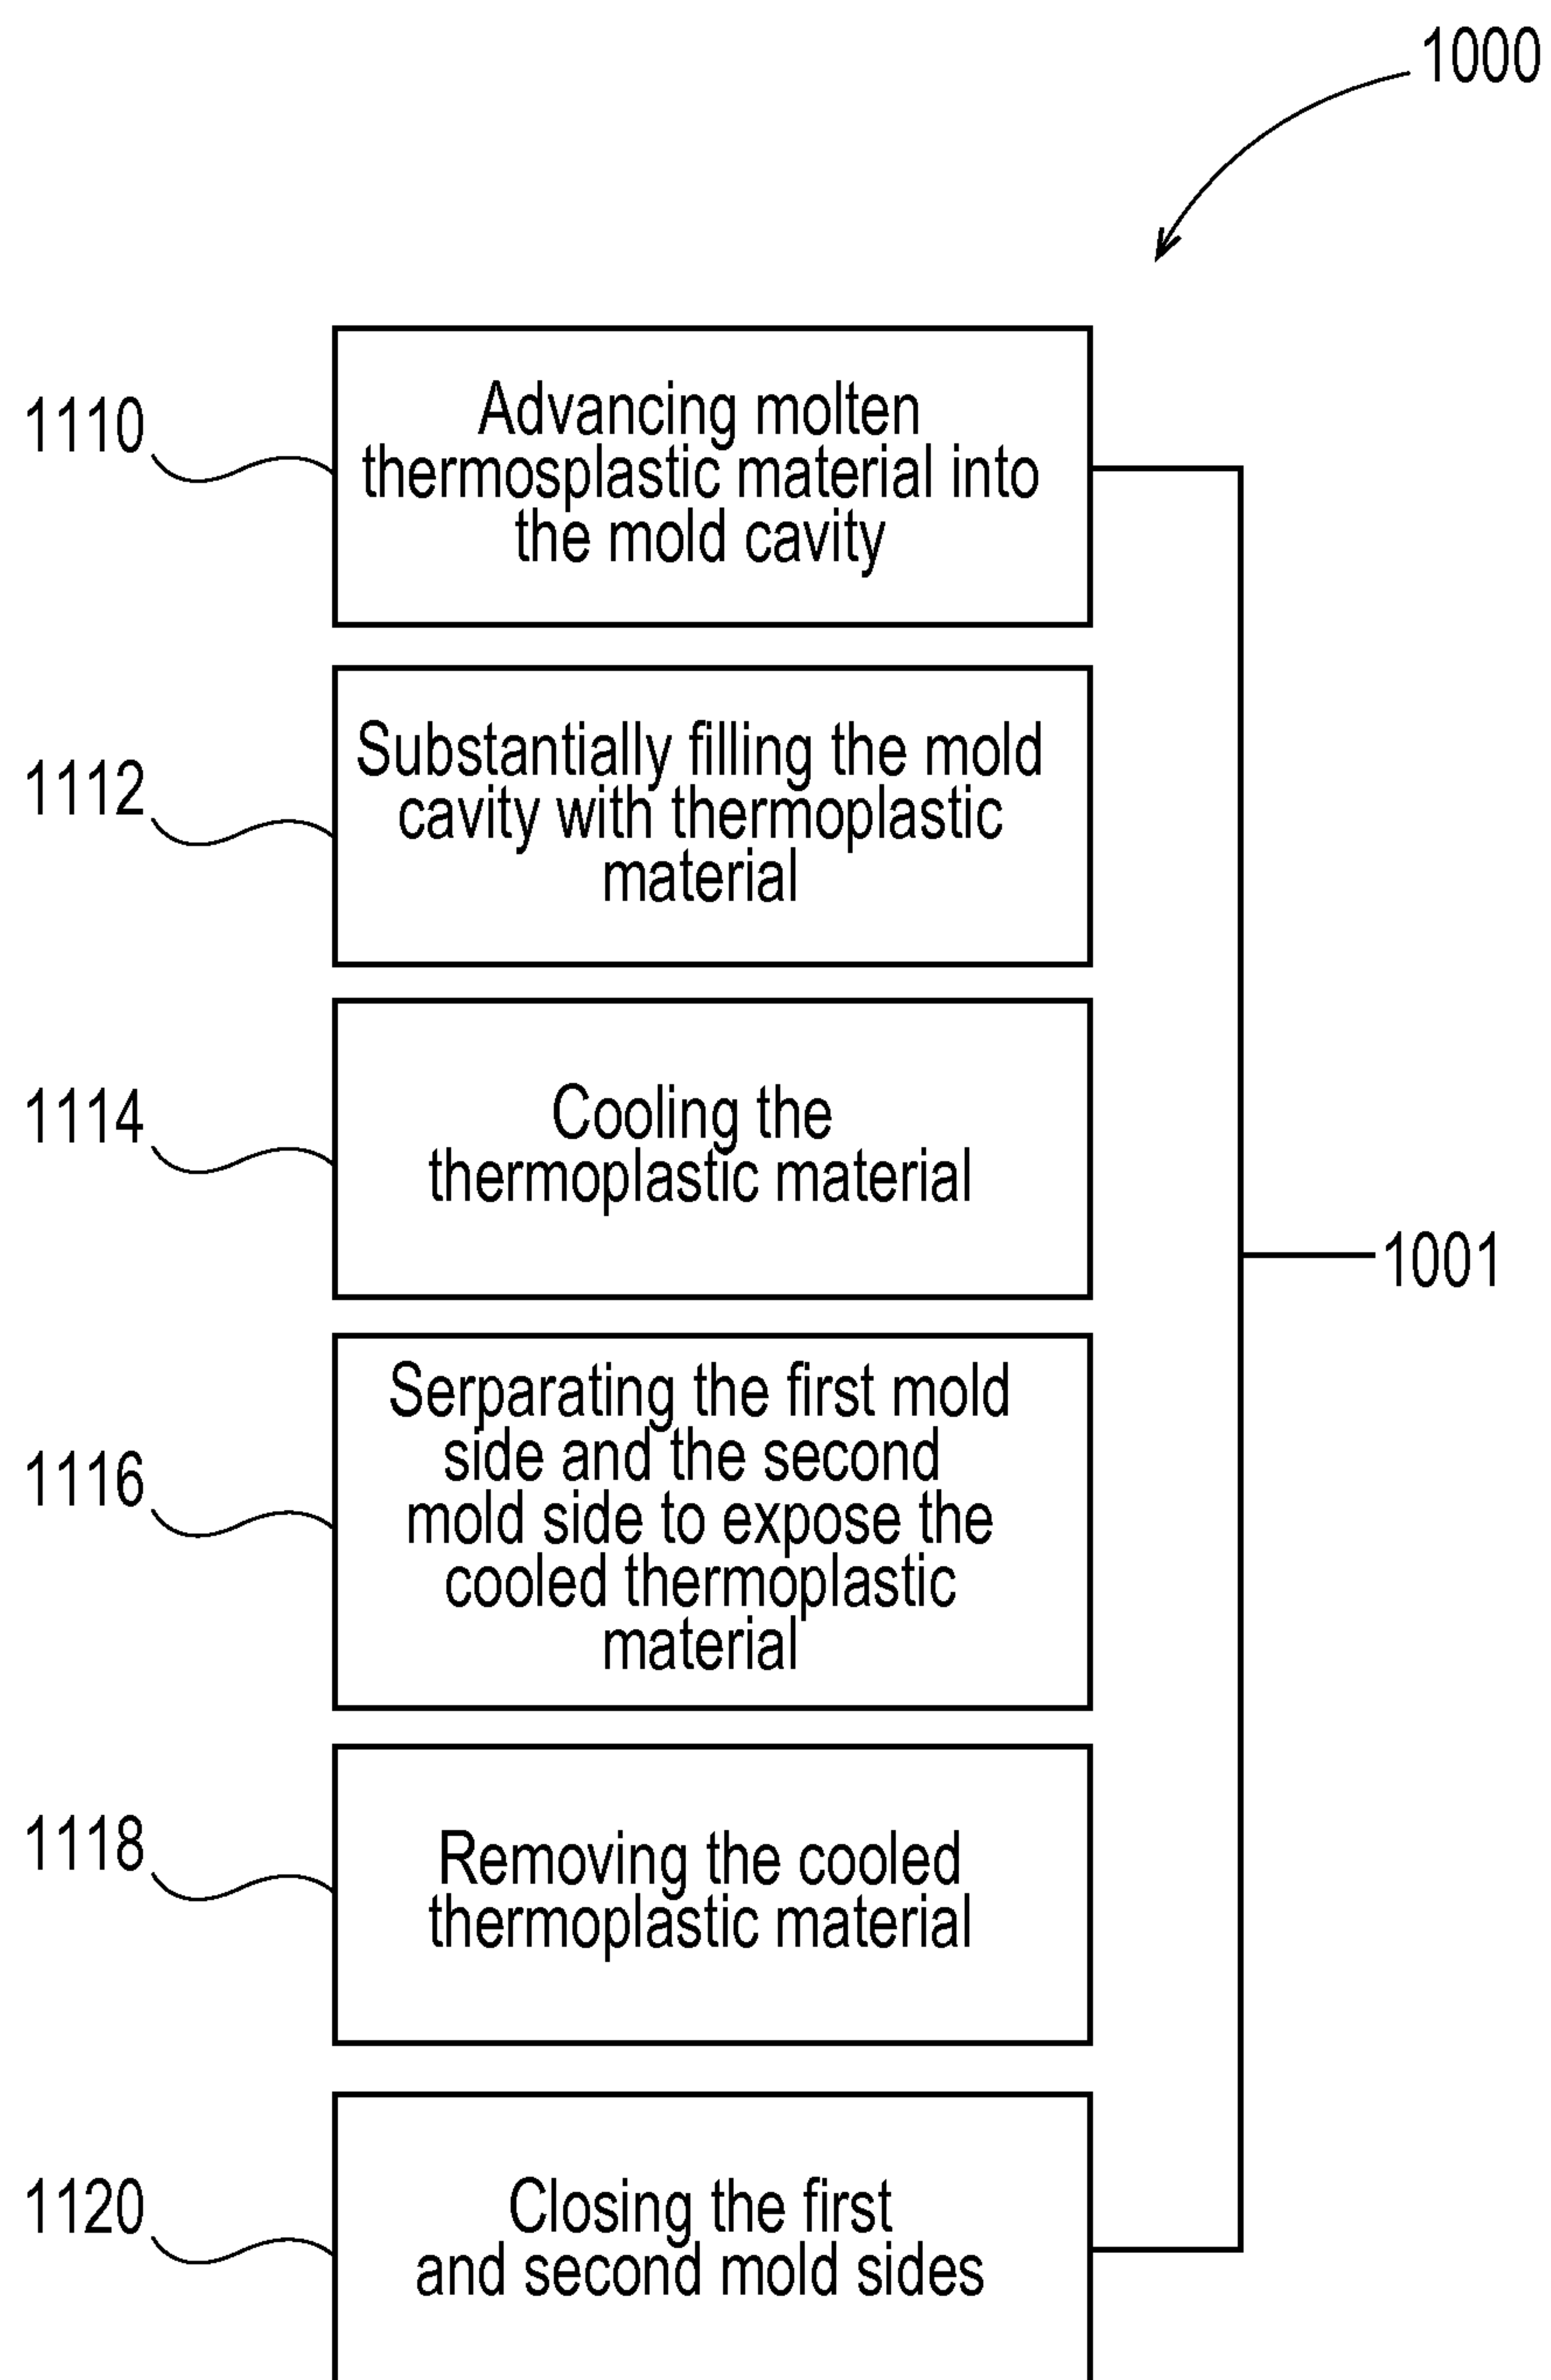 1000
1110
Advancing molten
thermosplastic material into
the mold cavity
1112
Substantially filling the mold
cavity with thermoplastic
material
1114
Cooling the
thermoplastic material
1001
1116
Serparating the first mold
side and the second
mold side to expose the
cooled thermoplastic
material
1118
Removing the cooled
thermoplastic material
1120
Closing the first
and second mold sides